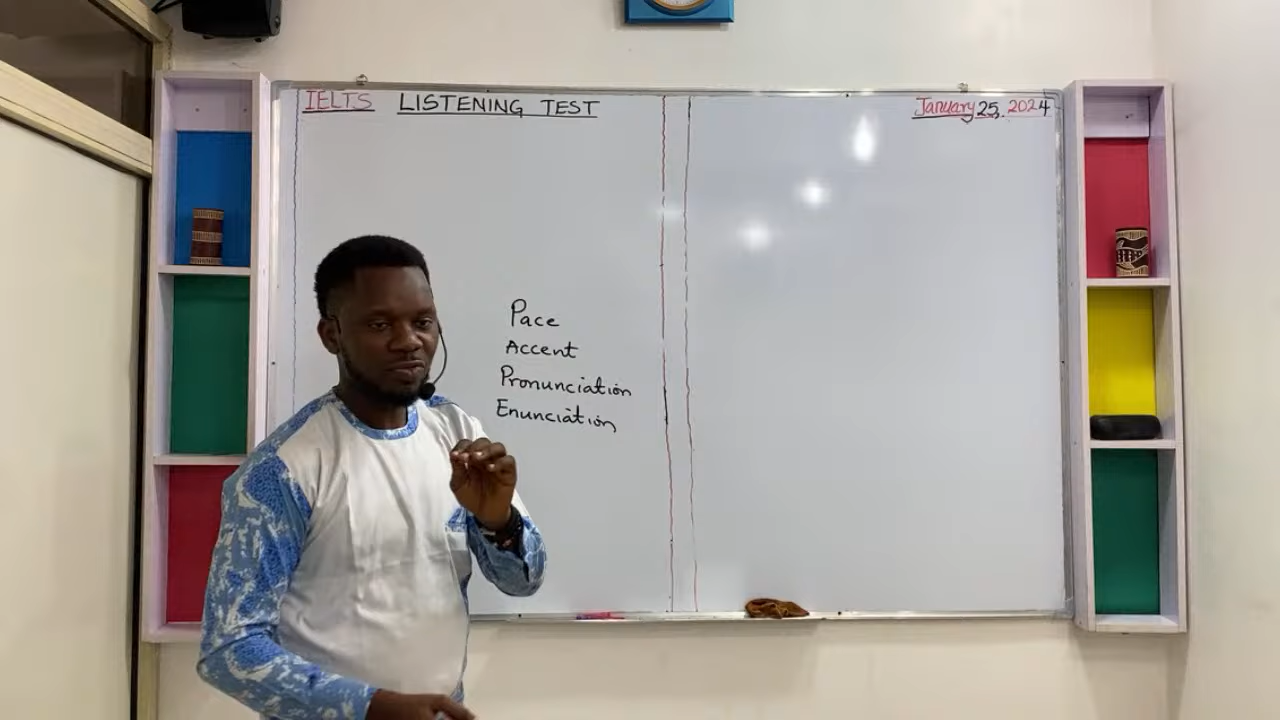 IELTS LISTENING TEST
January 25, 2024
Pace
Accent
Pronunciation
Enunciation